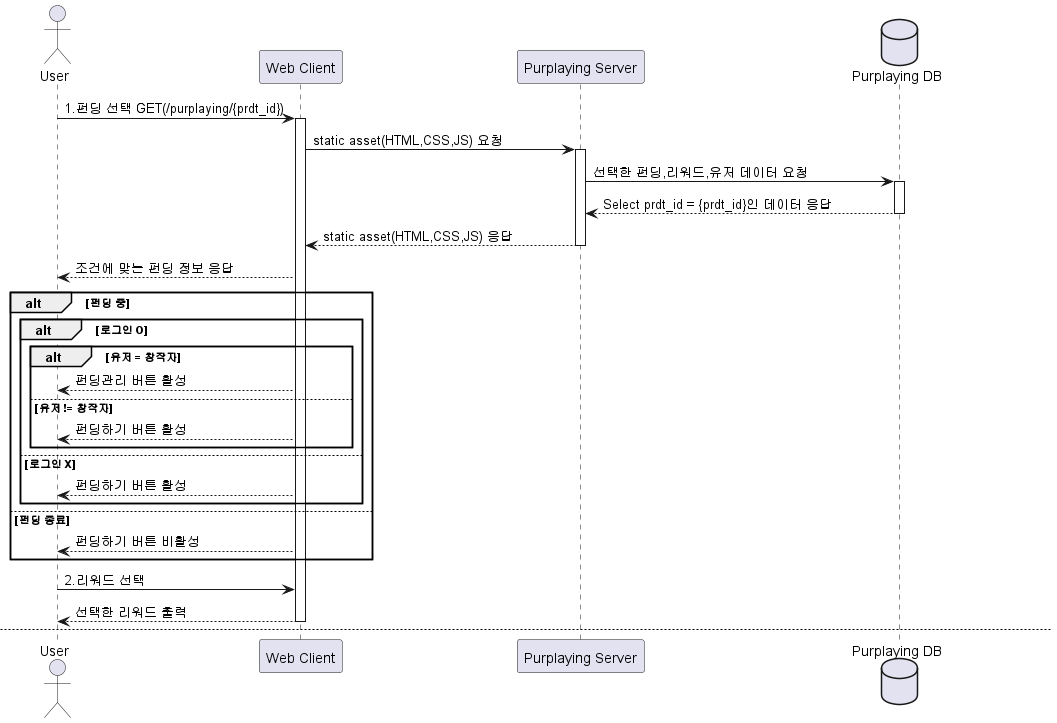 User
Web Client
Purplaying Server
Purplaying DB
1.펀딩 선택 GET(/purplaying/{prdt_id})
static asset(HTML,CSS,JS) 요청
선택한 펀딩,리워드,유저 데이터 요청
Select prdt_id = {prdt_id}인 데이터 응답
static asset(HTML,CSS,JS) 응답
조건에 맞는 펀딩 정보 응답
alt [펀딩 중]
alt [로그인 O]
alt [유저 = 창작자]
펀딩관리 버튼 활성
[유저 != 창작자]
펀딩하기 버튼 활성
[로그인 X]
펀딩하기 버튼 활성
[펀딩 종료]
펀딩하기 버튼 비활성
2.리워드 선택
선택한 리워드 출력
User
Web Client
Purplaying Server
Purplaying DB